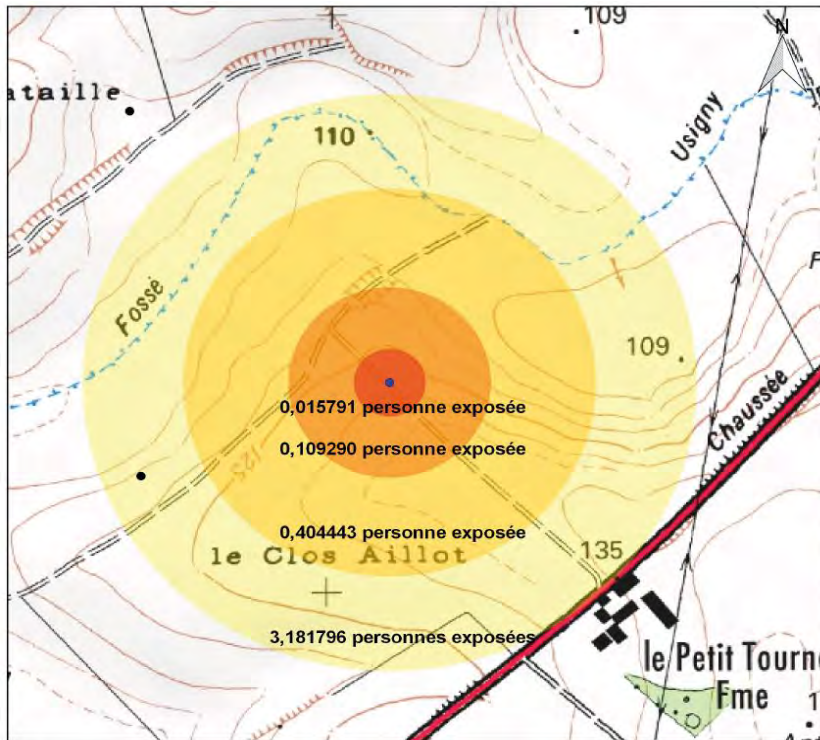 109
N
ataille
110
Usigny
Fossé
109
Chaussée
0,015791 personne exposée
0,109290 personne exposée
125
0,404443 personne exposée
le Clos Aillot
135
3,181796 personnes exposées
le Petit Tourne
Fme